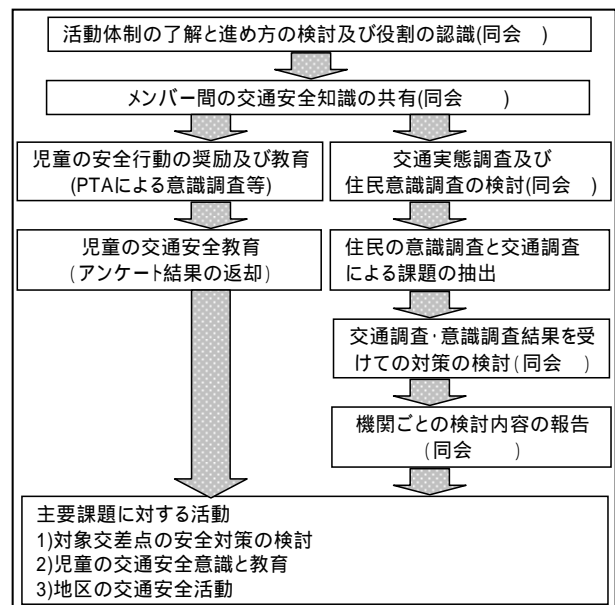 活動体制の了解と進め方の検討及び役割の認識(同会　)
メンバー間の交通安全知識の共有(同会　　)
児童の安全行動の奨励及び教育
(PTAによる意識調査等)
児童の交通安全教育
(アンケート結果の返却)
交通実態調査及び
住民意識調査の検討(同会　)
住民の意識調査と交通調査
による課題の抽出
交通調査・意識調査結果を受
けての対策の検討(同会　)
機関ごとの検討内容の報告
(同会　　)
主要課題に対する活動
1)対象交差点の安全対策の検討
2)児童の交通安全意識と教育
3)地区の交通安全活動